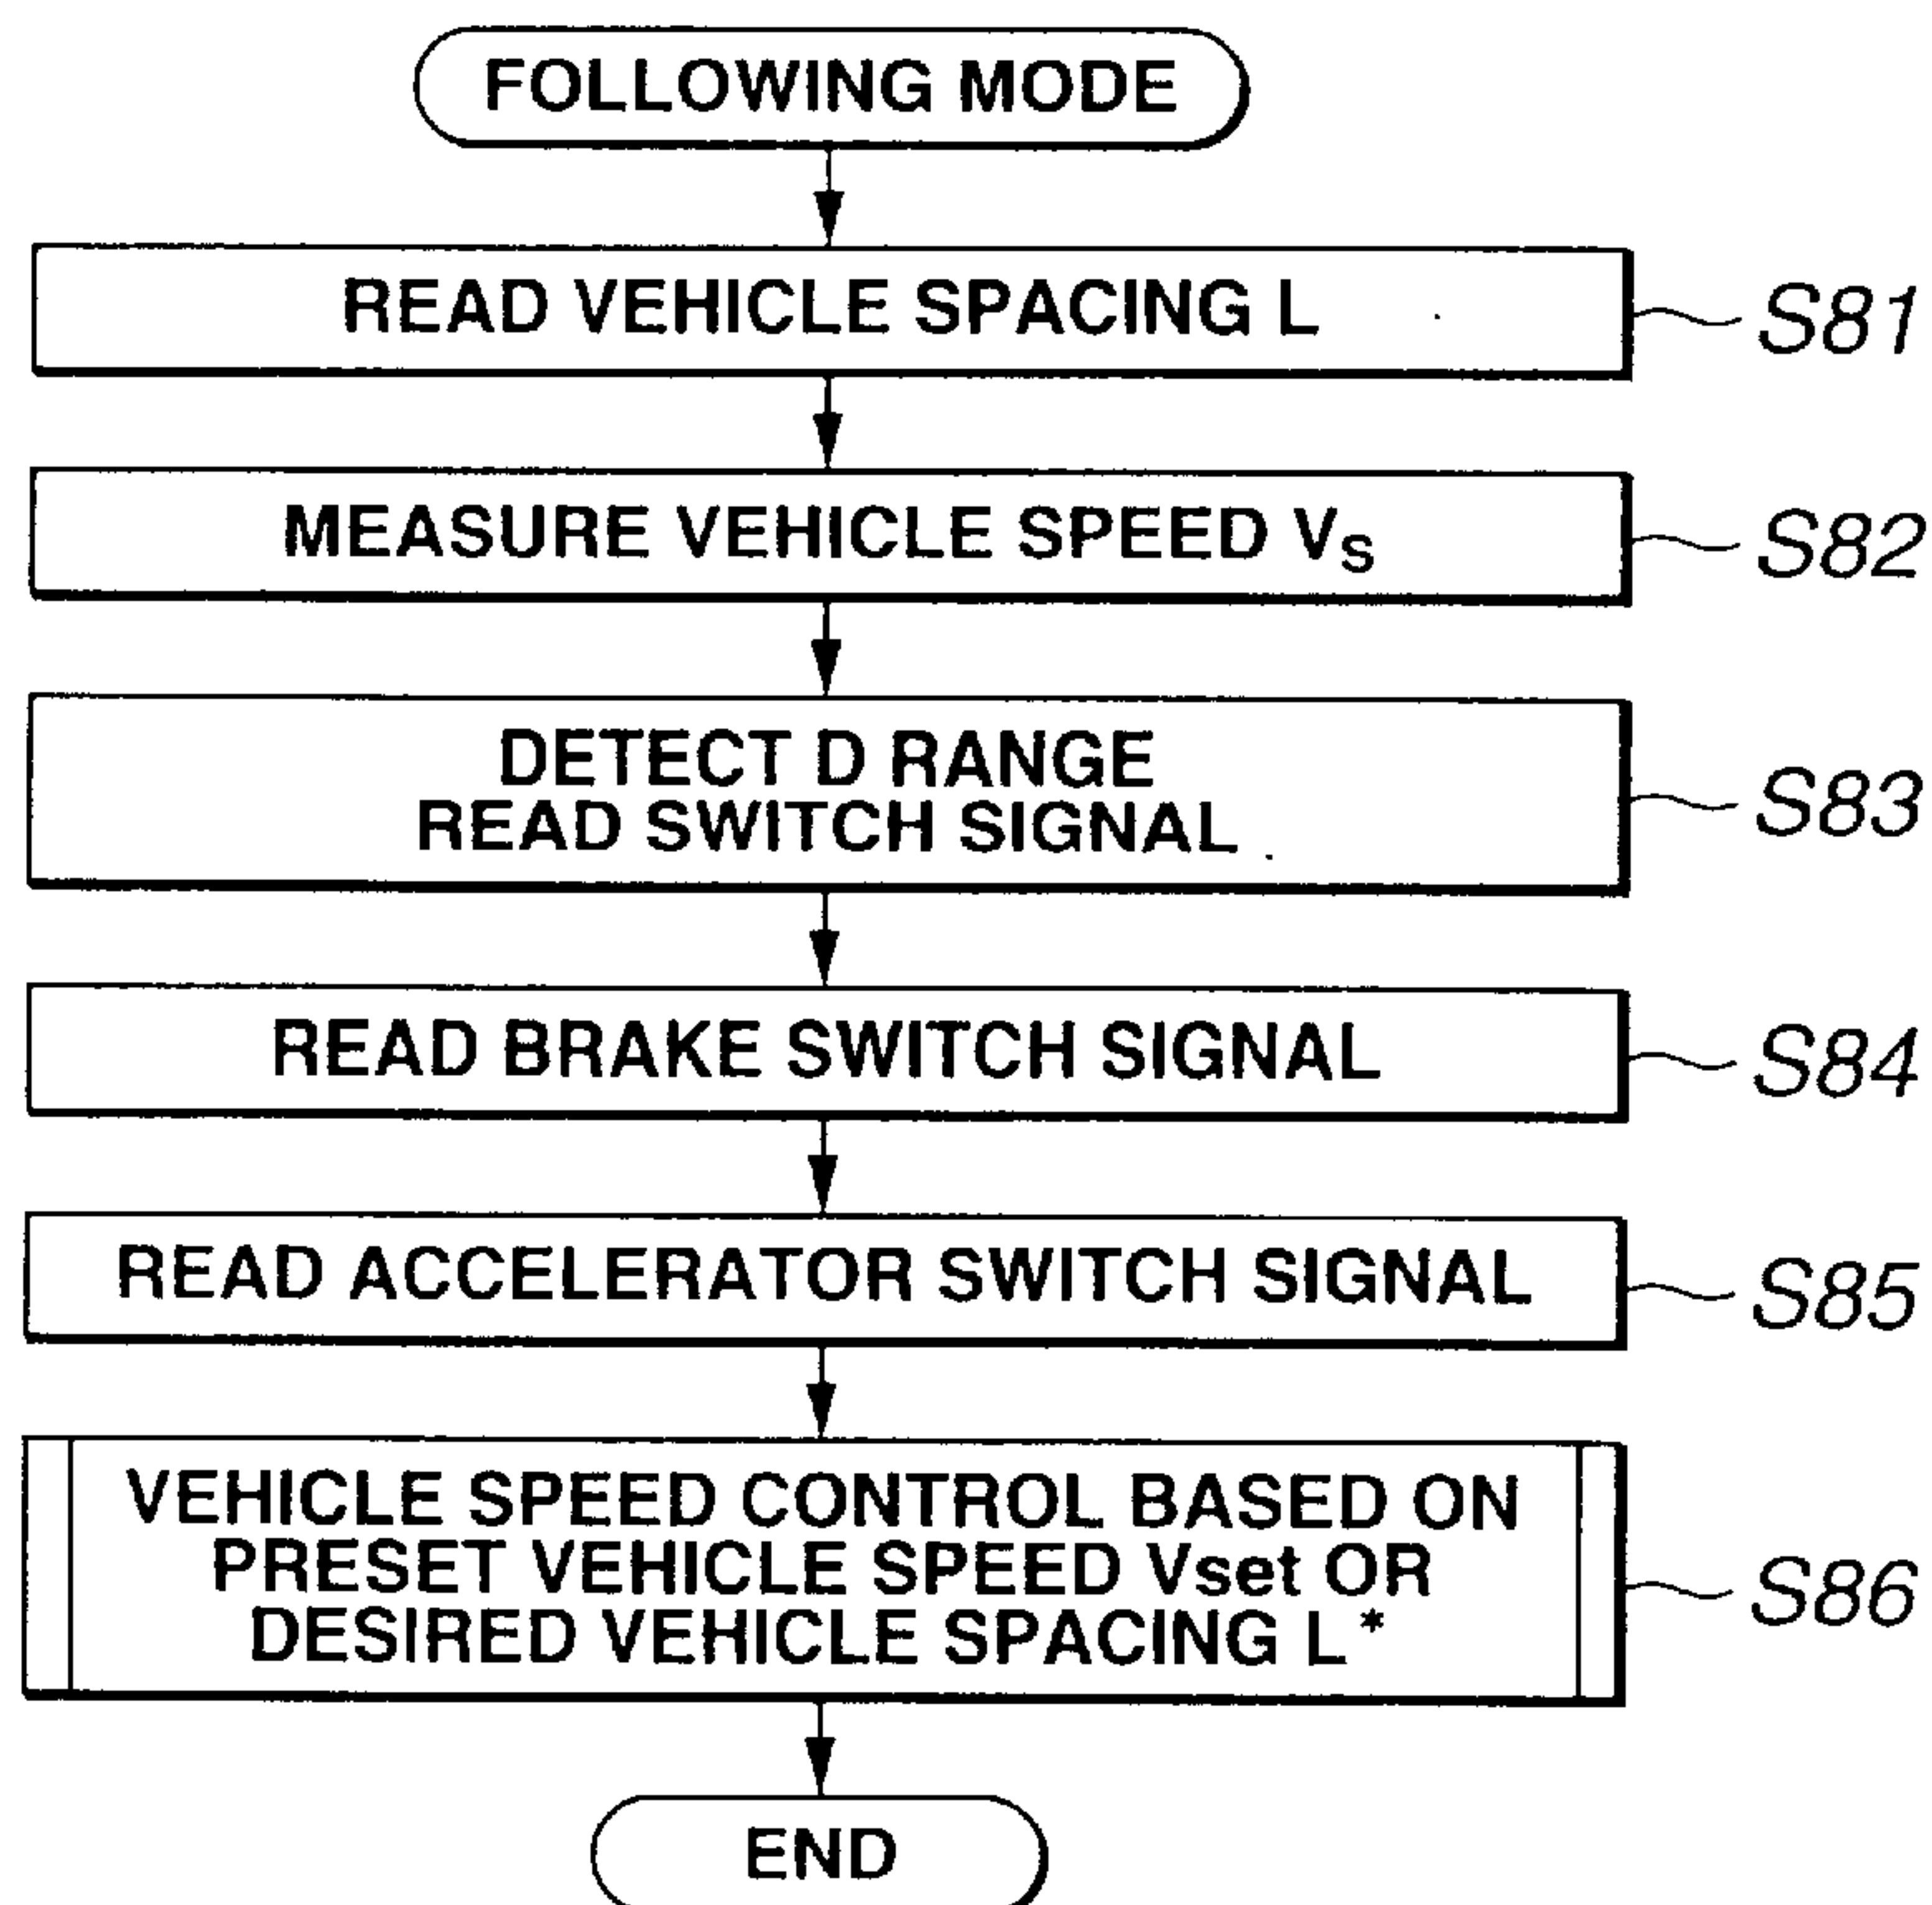 FOLLOWING MODE
READ VEHICLE SPACING L
S81
MEASURE VEHICLE SPEED VS
S82
DETECT D RANGE
READ SWITCH SIGNAL
S83
READ BRAKE SWITCH SIGNAL
S84
READ ACCELERATOR SWITCH SIGNAL
S85
VEHICLE SPEED CONTROL BASED ON
PRESET VEHICLE SPEED Vset OR
DESIRED VEHICLE SPACING L*
S86
END